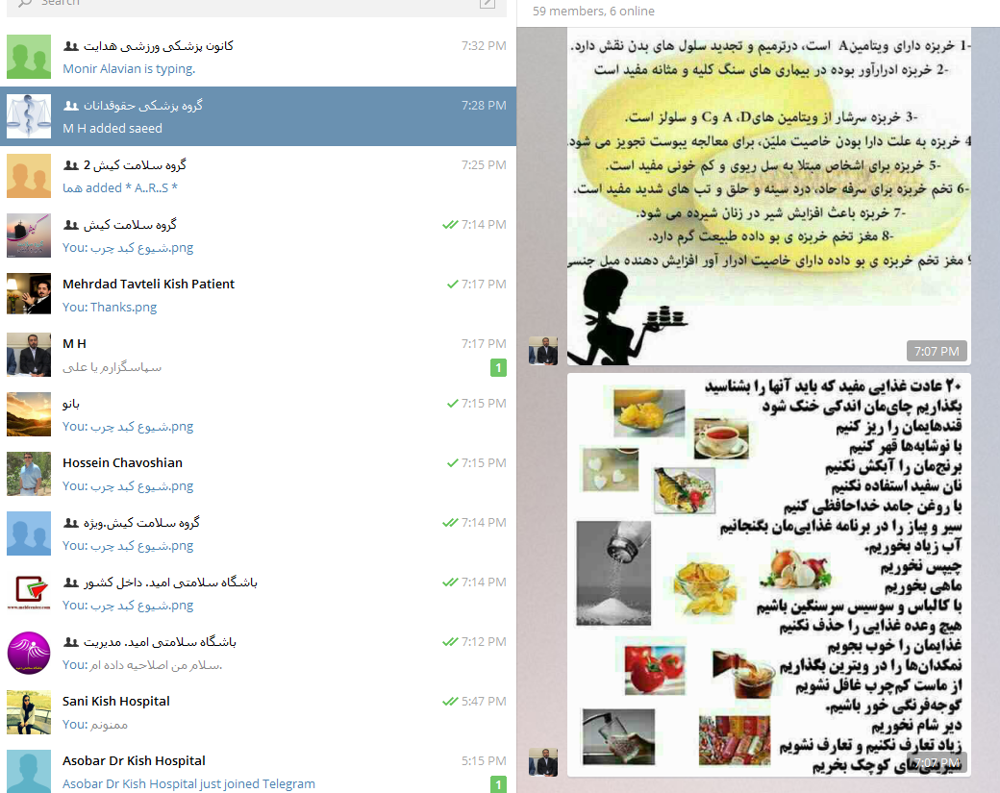 Search
کانون پزشکی ورزشی هدایت
7:32 PM
Monir Alavian is typing.
گروه پزشکی حقوقدانان
7:28 PM
M H added saeed
گروه سلامت کیش 2
7:25 PM
هما added * A..R..S *
گروه سلامت کیش
7:14 PM
You: شیوع کبد چرب.png
Mehrdad Tavteli Kish Patient
7:17 PM
You: Thanks.png
M H
7:17 PM
سپاسگزارم یا علی
1
بانو
7:15 PM
You: شیوع کبد چرب.png
Hossein Chavoshian
7:15 PM
You: شیوع کبد چرب.png
گروه سلامت کیش.ویژه
7:14 PM
You: شیوع کبد چرب.png
باشگاه سلامتی امید. داخل کشور
7:14 PM
You: شیوع کبد چرب.png
باشگاه سلامتی امید. مدیریت
7:12 PM
You: سلام من اصلاحیه داده ام.
Sani Kish Hospital
5:47 PM
You: ممنونم
Asobar Dr Kish Hospital
5:15 PM
Asobar Dr Kish Hospital just joined Telegram
1
59 members, 6 online
1- خربزه دارای ویتامین A است، درترمیم و تجدید سلول های بدن نقش دارد.
2- خربزه ادرارآور بوده در بیماری های سنگ کلیه و مثانه مفید است
3- خربزه سرشار از ویتامین های A ،D و C و سلولز است.
4 خربزه به علت دارا بودن خاصیت ملیّن، برای معالجه یبوست تجویز می شود.
5- خربزه برای اشخاص مبتلا به سل ریوی و کم خونی مفید است.
6- تخم خربزه برای سرفه حاد، درد سینه و حلق و تب های شدید مفید است.
7- خربزه باعث افزایش شیر در زنان شیرده می شود.
8- مغز تخم خربزه ی بو داده طبیعت گرم دارد.
9 مغز تخم خربزه ی بو داده دارای خاصیت ادرار آور افزایش دهنده میل جنسی
7:07 PM
۲۰ عادت غذایی مفید که باید آنها را بشناسید
بگذاریم چای‌مان اندکی خنک شود
قندهایمان را ریز کنیم
با نوشابه‌ها قهر کنیم
برنج‌مان را آبکش نکنیم
نان سفید استفاده نکنیم
با روغن جامد خداحافظی کنیم
سیر و پیاز را در برنامه غذایی‌مان بگنجانیم
آب زیاد بخوریم.
چیپس نخوریم
ماهی بخوریم
با کالباس و سوسیس سرسنگین باشیم
هیچ وعده غذایی را حذف نکنیم
غذایمان را خوب بجویم
نمکدان‌ها را در ویترین بگذاریم
از ماست کم‌چرب غافل نشویم
گوجه‌فرنگی خور باشیم.
دیر شام نخوریم
زیاد تعارف نکنیم و تعارف نشویم
شیرینی‌های کوچک بخریم
7:07 PM